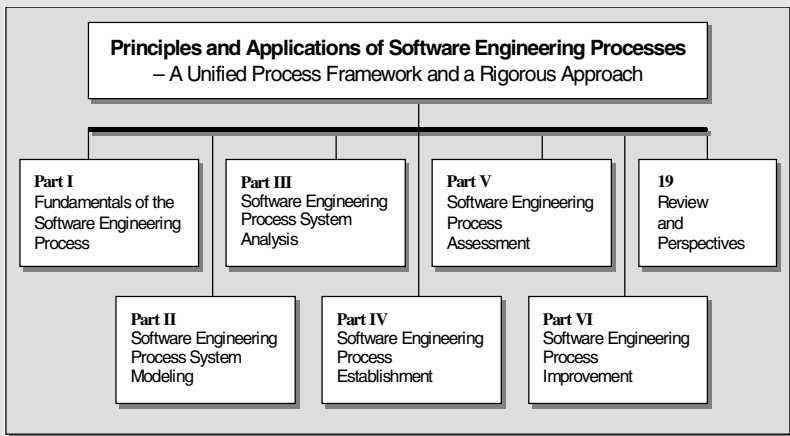 Principles and Applications of Software Engineering Processes
– A Unified Process Framework and a Rigorous Approach
Part I
Fundamentals of the
Software Engineering
Process
Part III
Software Engineering
Process System
Analysis
Part V
Software Engineering
Process
Assessment
19
Review
and
Perspectives
Part II
Software Engineering
Process System
Modeling
Part IV
Software Engineering
Process
Establishment
Part VI
Software Engineering
Process
Improvement